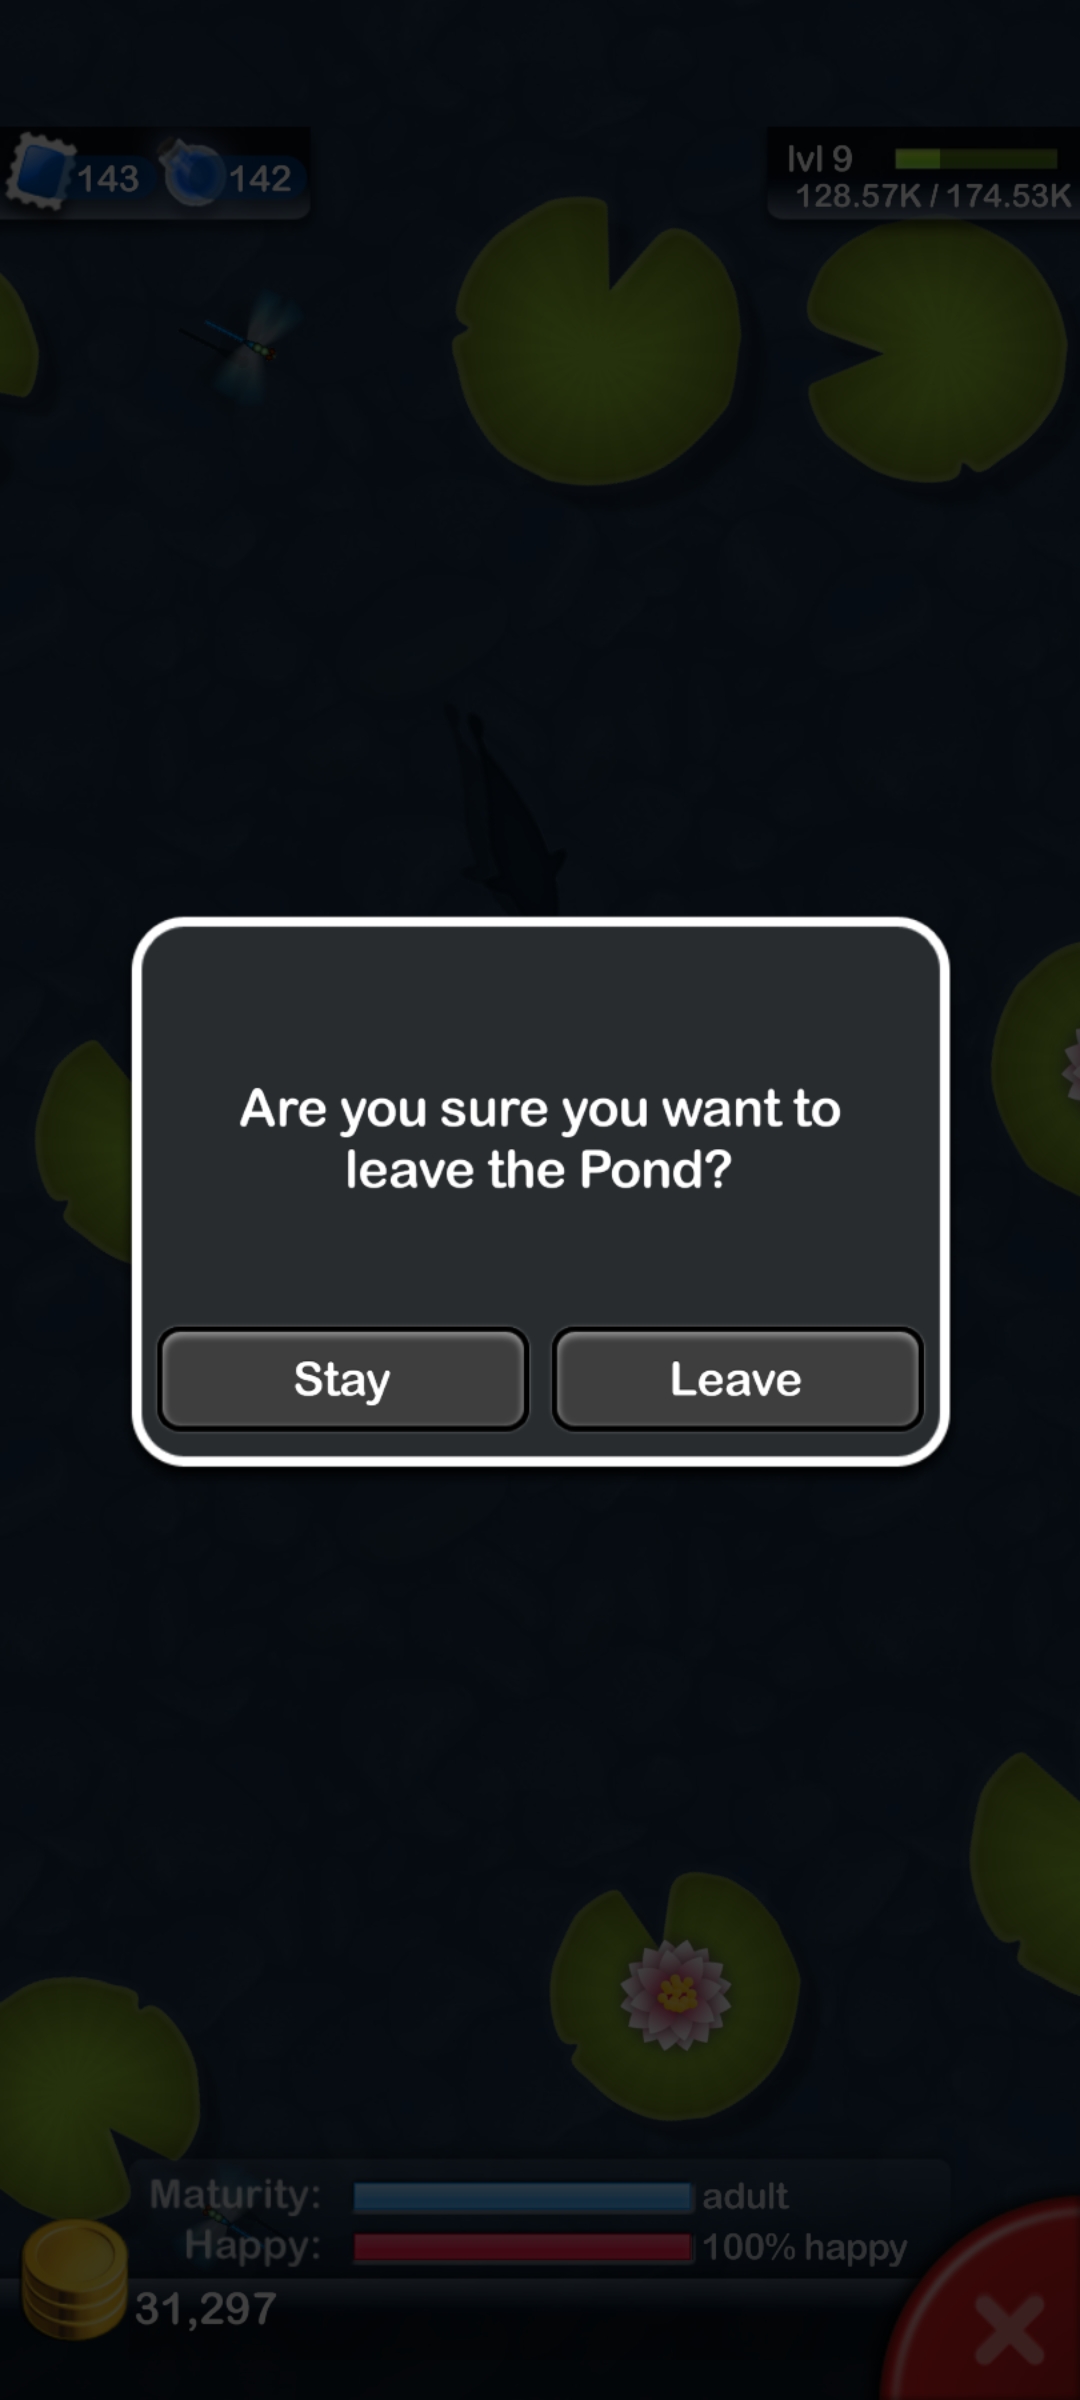 143 142
lvl 9
128.57K / 174.53K
Are you sure you want to
leave the Pond?
Stay Leave
Maturity: adult
Happy: 100% happy
31,297